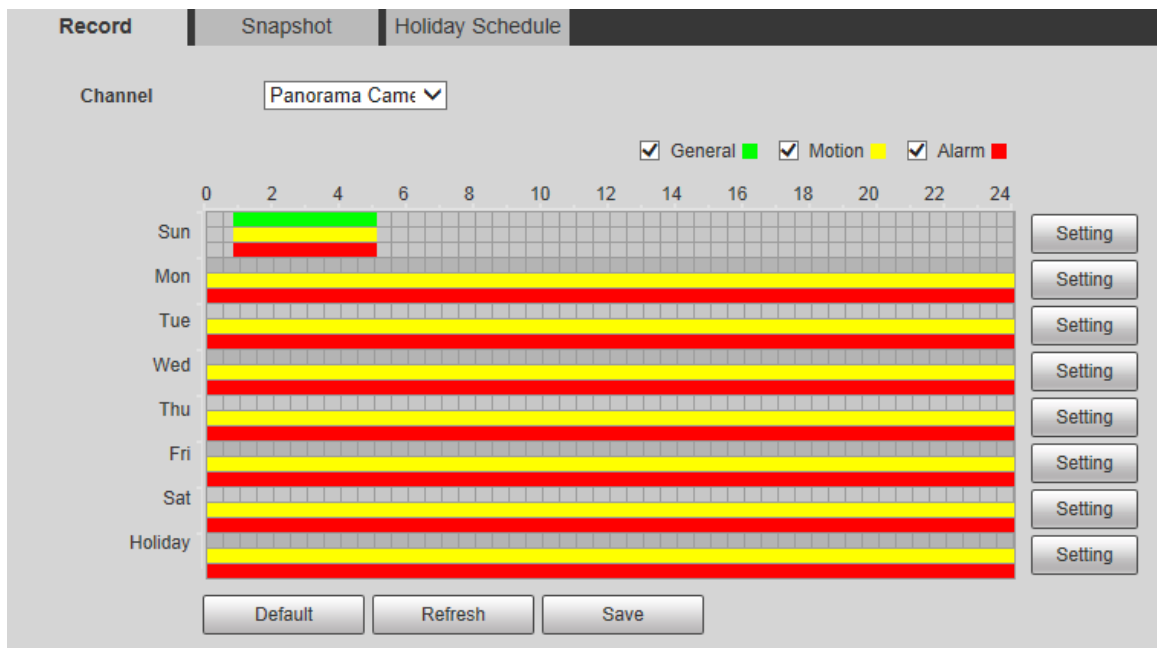 Record Snapshot Holiday Schedule
Channel Panorama Came
General Motion Alarm
0 2 4 6 8 10 12 14 16 18 20 22 24
Sun Setting
Mon Setting
Tue Setting
Wed Setting
Thu Setting
Fri Setting
Sat Setting
Holiday Setting
Default Refresh Save